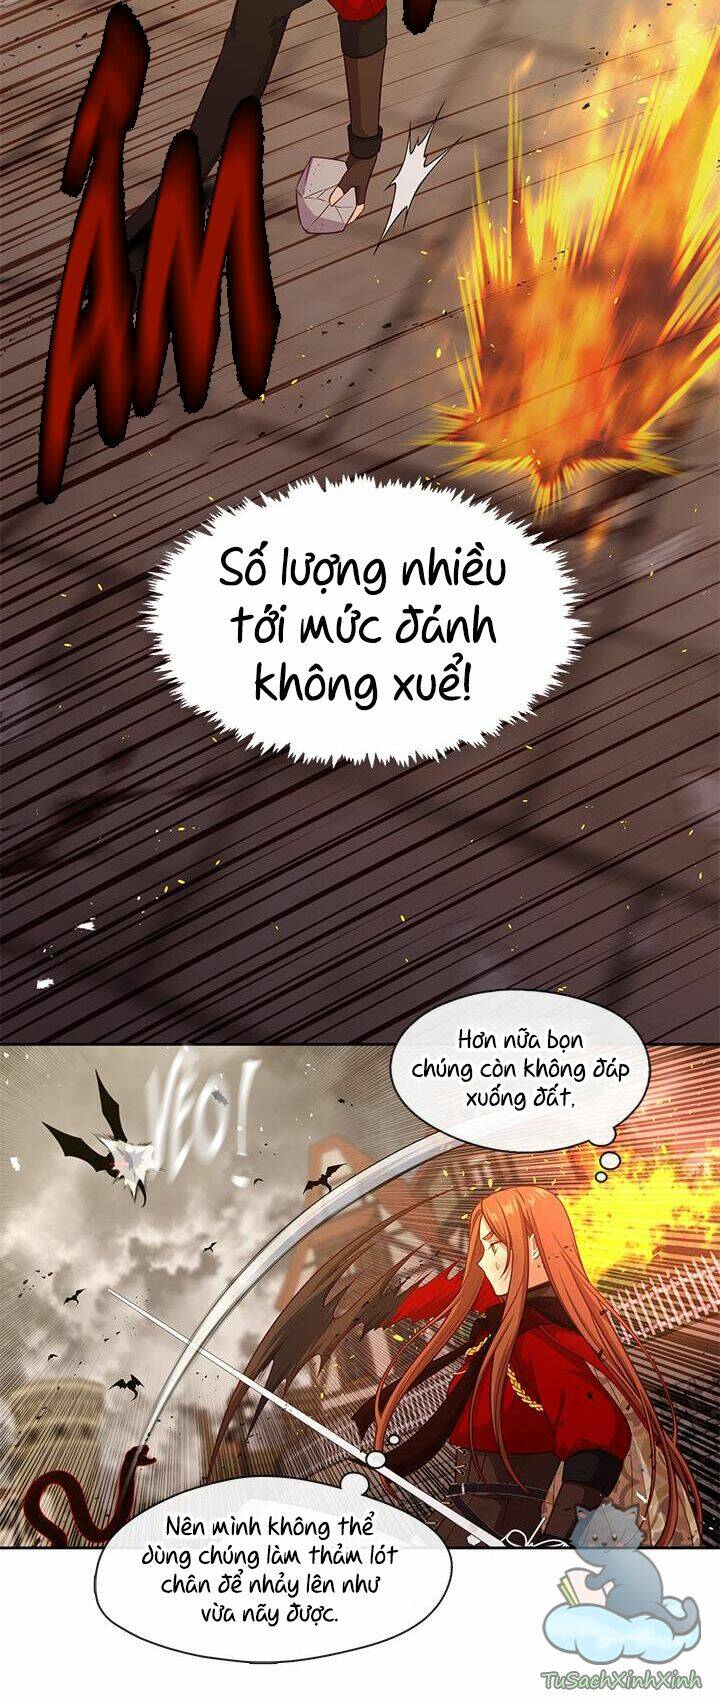 ẦM
Số lượng nhiều
tới mức đánh
không xuể!
Hơn nữa bọn
chúng còn không đáp
xuống đất,
VÈO!
Nên mình không thể
dùng chúng làm thảm lót
chân để nhảy lên như
vừa nãy được.
TuSachXinhXinh